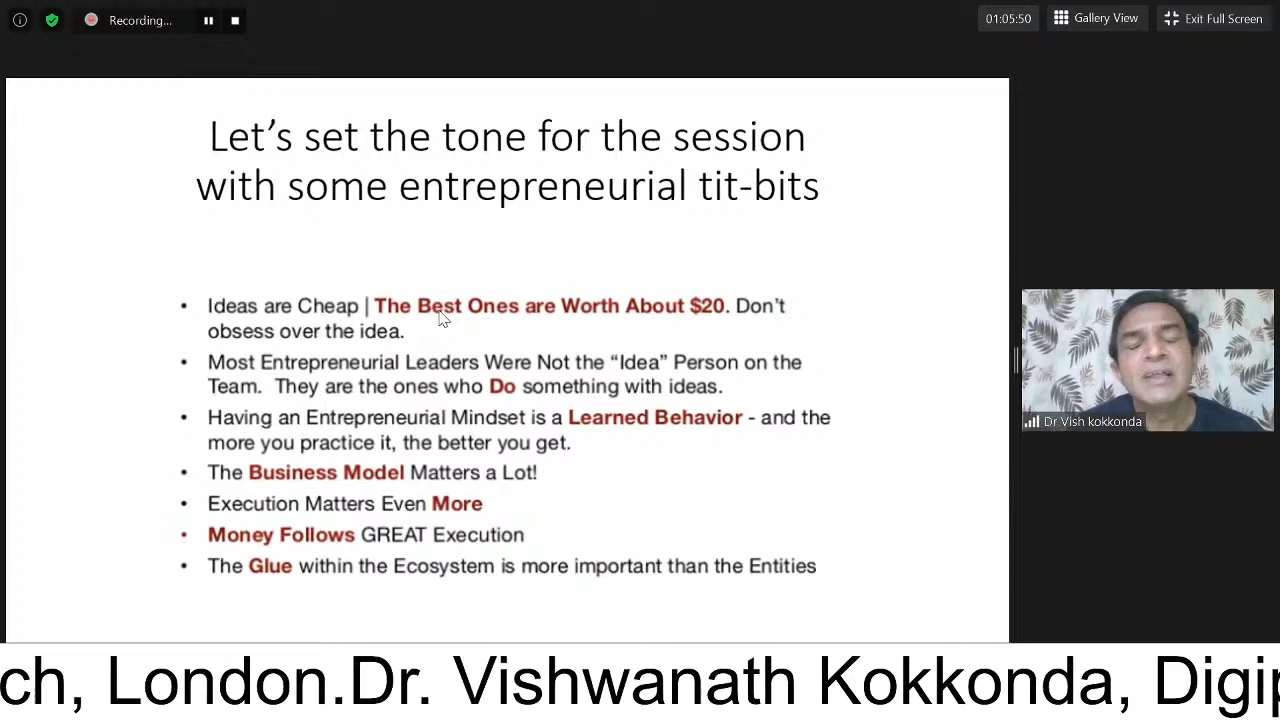 Recording...
01:05:50
Gallery View
Exit Full Screen
Let's set the tone for the session
with some entrepreneurial tit-bits
• Ideas are Cheap | The Best Ones are Worth About $20. Don't
obsess over the idea.
• Most Entrepreneurial Leaders Were Not the “Idea” Person on the
Team. They are the ones who Do something with ideas.
• Having an Entrepreneurial Mindset is a Learned Behavior - and the
more you practice it, the better you get.
• The Business Model Matters a Lot!
• Execution Matters Even More
• Money Follows GREAT Execution
• The Glue within the Ecosystem is more important than the Entities
Dr Vish kokkonda
ch, London.Dr. Vishwanath Kokkonda, Digip